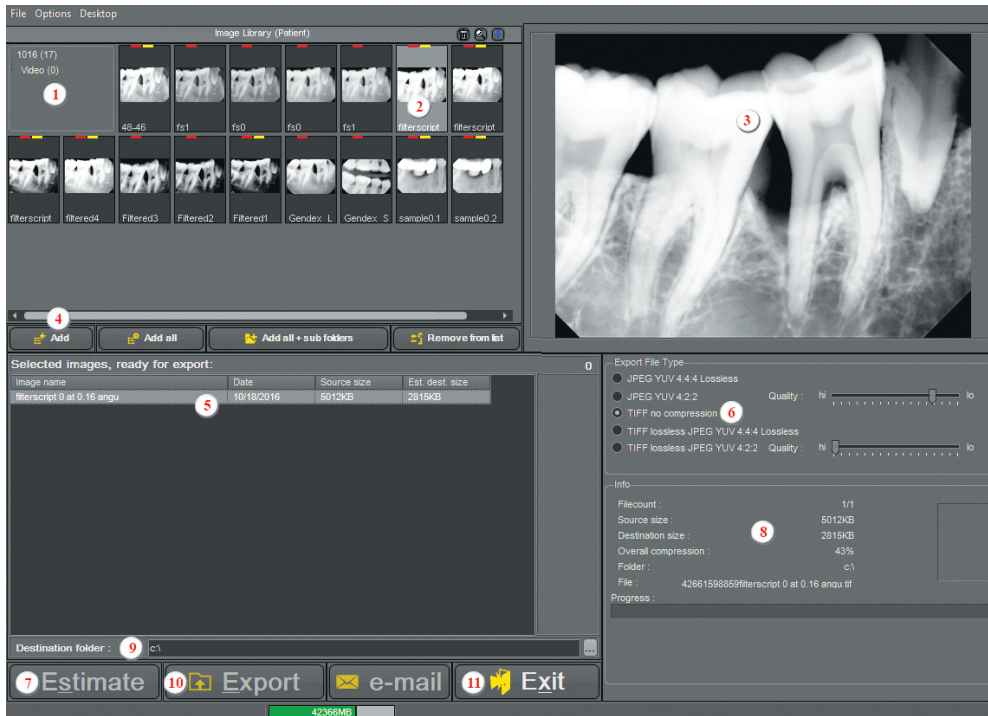 File Options Desktop
Image Library (Patient)
1016 (17)
Video (0)
1
2
3
48-46 fs1 fs0 fs0 fs1 filterscript filterscript
filterscript filtered4 Filtered3 Filtered2 Filtered1 Gendex L Gendex S sample0.1 sample0.2
4
Add Add all Add all + sub folders Remove from list
Selected images, ready for export: 0
Image name Date Source size Est. dest. size
filterscript 0 at 0.16 angu 5 10/18/2016 5012KB 2815KB
Export File Type
JPEG YUV 4:4:4 Lossless
JPEG YUV 4:2:2 Quality : hi lo
TIFF no compression 6
TIFF lossless JPEG YUV 4:4:4 Lossless
TIFF lossless JPEG YUV 4:2:2 Quality : hi lo
Info
Filecount : 1/1
Source size : 5012KB
Destination size : 8 2815KB
Overall compression : 43%
Folder : c:\
File : 42661598859filterscript 0 at 0.16 angu.tif
Progress :
Destination folder : 9 c:\ ...
7 Estimate 10 Export e-mail 11 Exit
42366MB